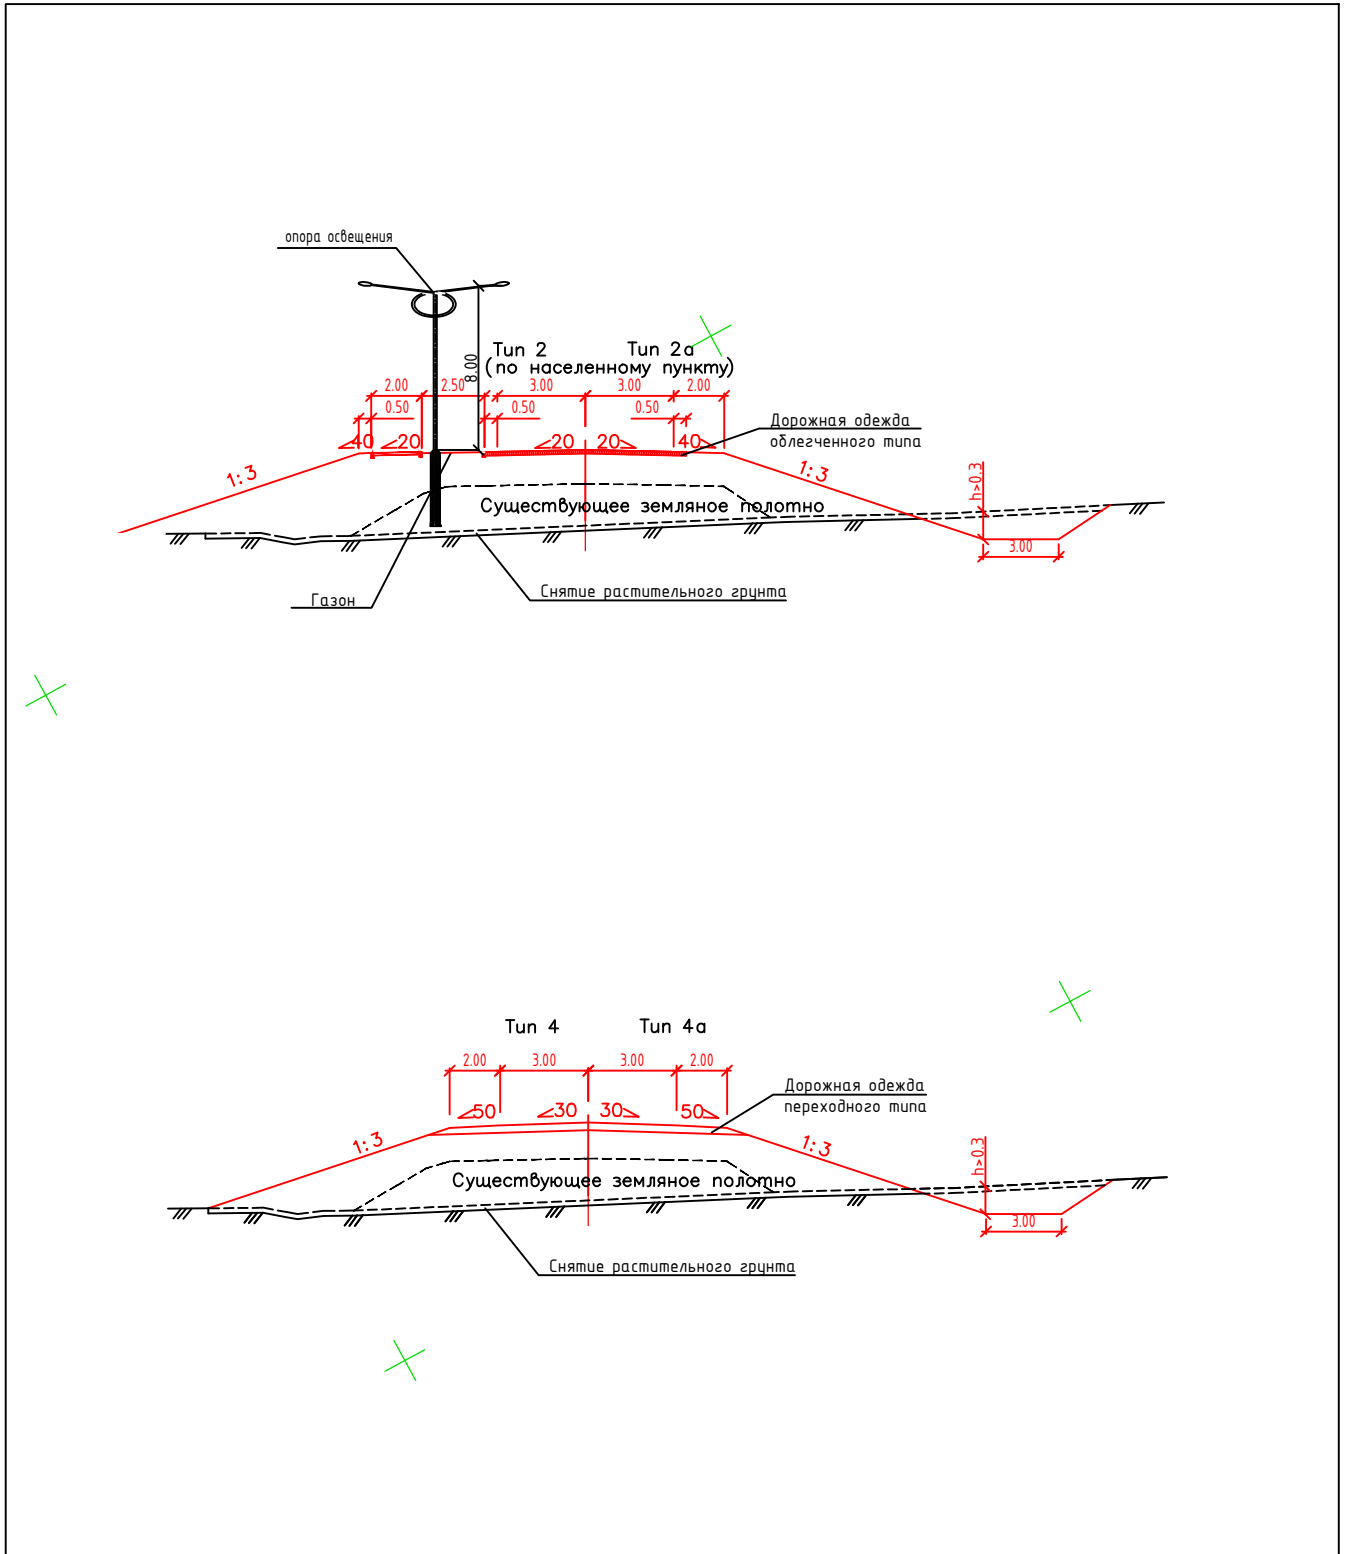 опора освещения
8.00
Тип 2 Тип 2а
(по населенному пункту)
2.00 2.50 3.00 3.00 2.00
0.50 0.50 0.50
40 20 20 20 40
Дорожная одежда
облегченного типа
1:3 1:3
h>0.3
Существующее земляное полотно
3.00
Снятие растительного грунта
Газон
Тип 4 Тип 4а
2.00 3.00 3.00 2.00
50 30 30 50
Дорожная одежда
переходного типа
1:3 1:3
h>0.3
Существующее земляное полотно
3.00
Снятие растительного грунта